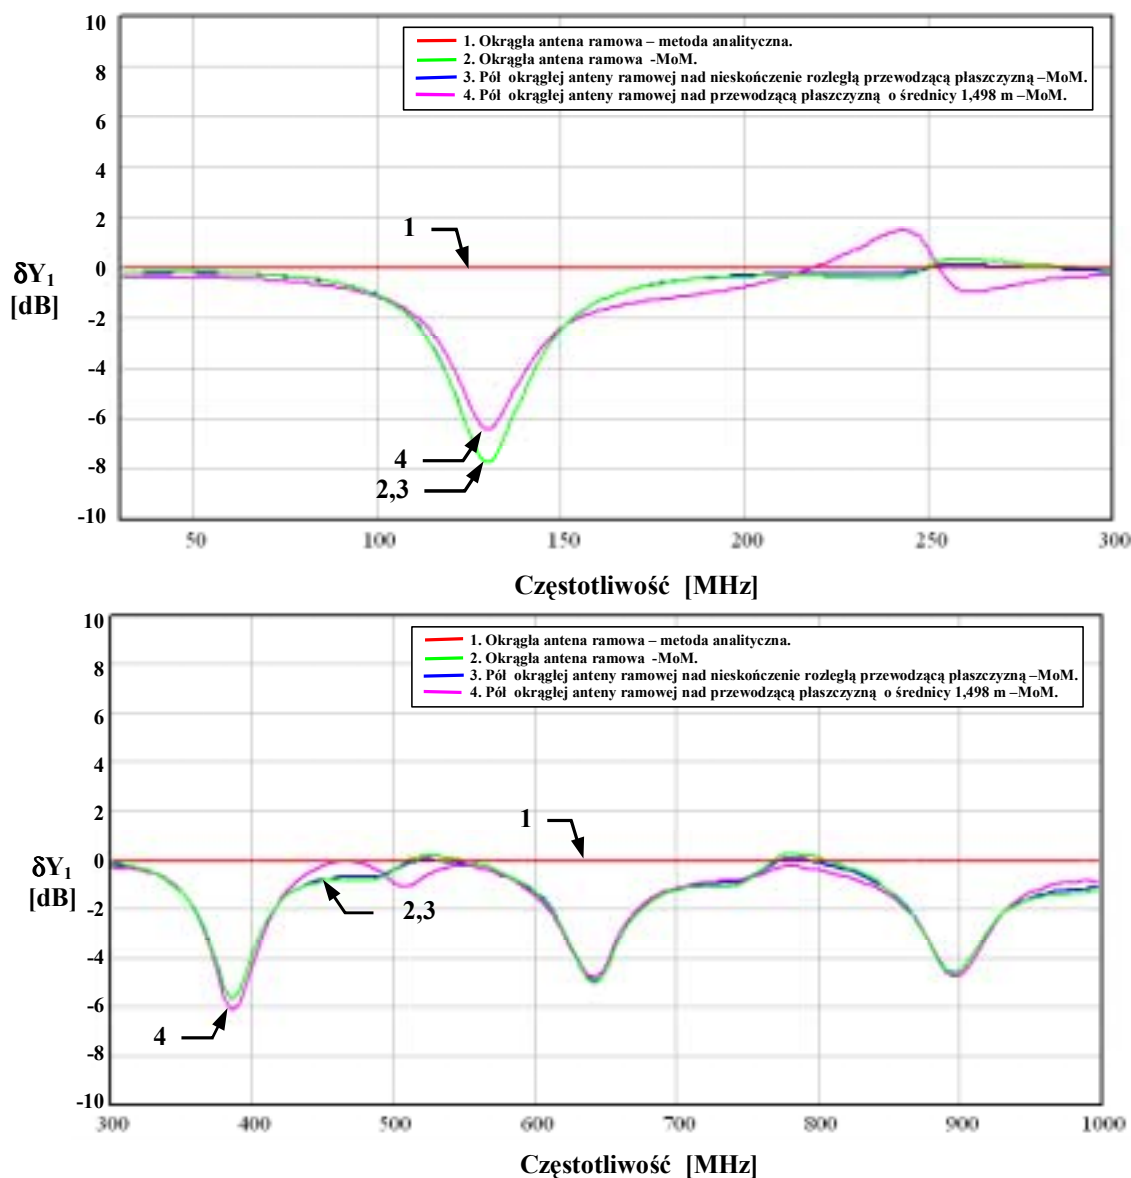 10
8
6
4
2
0
-2
-4
-6
-8
-10
δY1
[dB]
1. Okrągła antena ramowa – metoda analityczna.
2. Okrągła antena ramowa -MoM.
3. Pół okrągłej anteny ramowej nad nieskończenie rozległą przewodzącą płaszczyzną –MoM.
4. Pół okrągłej anteny ramowej nad przewodzącą płaszczyzną o średnicy 1,498 m –MoM.
1
4
2,3
50 100 150 200 250 300
Częstotliwość [MHz]
10
8
6
4
2
0
-2
-4
-6
-8
-10
δY1
[dB]
1. Okrągła antena ramowa – metoda analityczna.
2. Okrągła antena ramowa -MoM.
3. Pół okrągłej anteny ramowej nad nieskończenie rozległą przewodzącą płaszczyzną –MoM.
4. Pół okrągłej anteny ramowej nad przewodzącą płaszczyzną o średnicy 1,498 m –MoM.
1
2,3
4
300 400 500 600 700 800 900 1000
Częstotliwość [MHz]